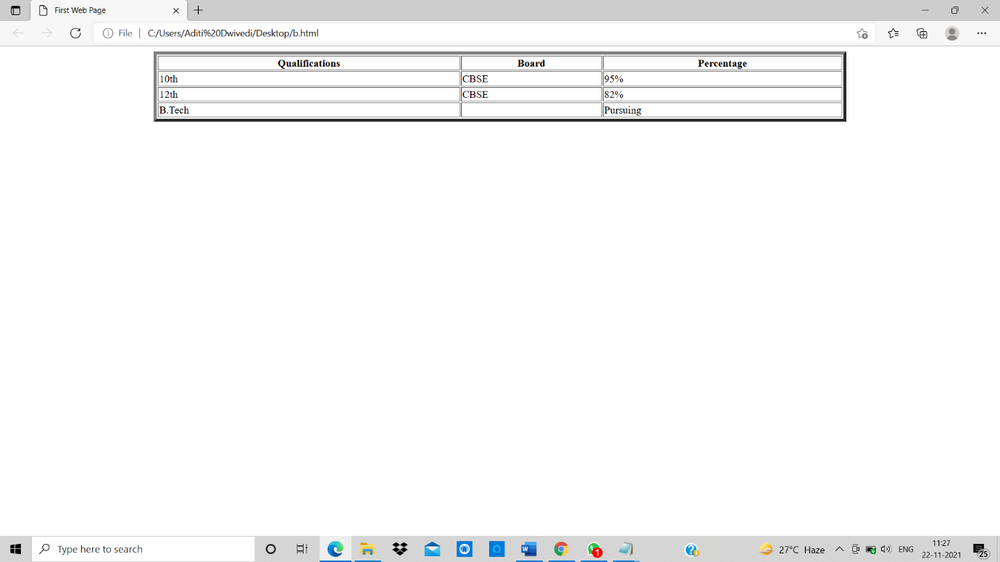 First Web Page
File | C:/Users/Aditi%20Dwivedi/Desktop/b.html
Qualifications Board Percentage
10th CBSE 95%
12th CBSE 82%
B.Tech Pursuing
Type here to search
W
1
27°C Haze
ENG
11:27
22-11-2021
25